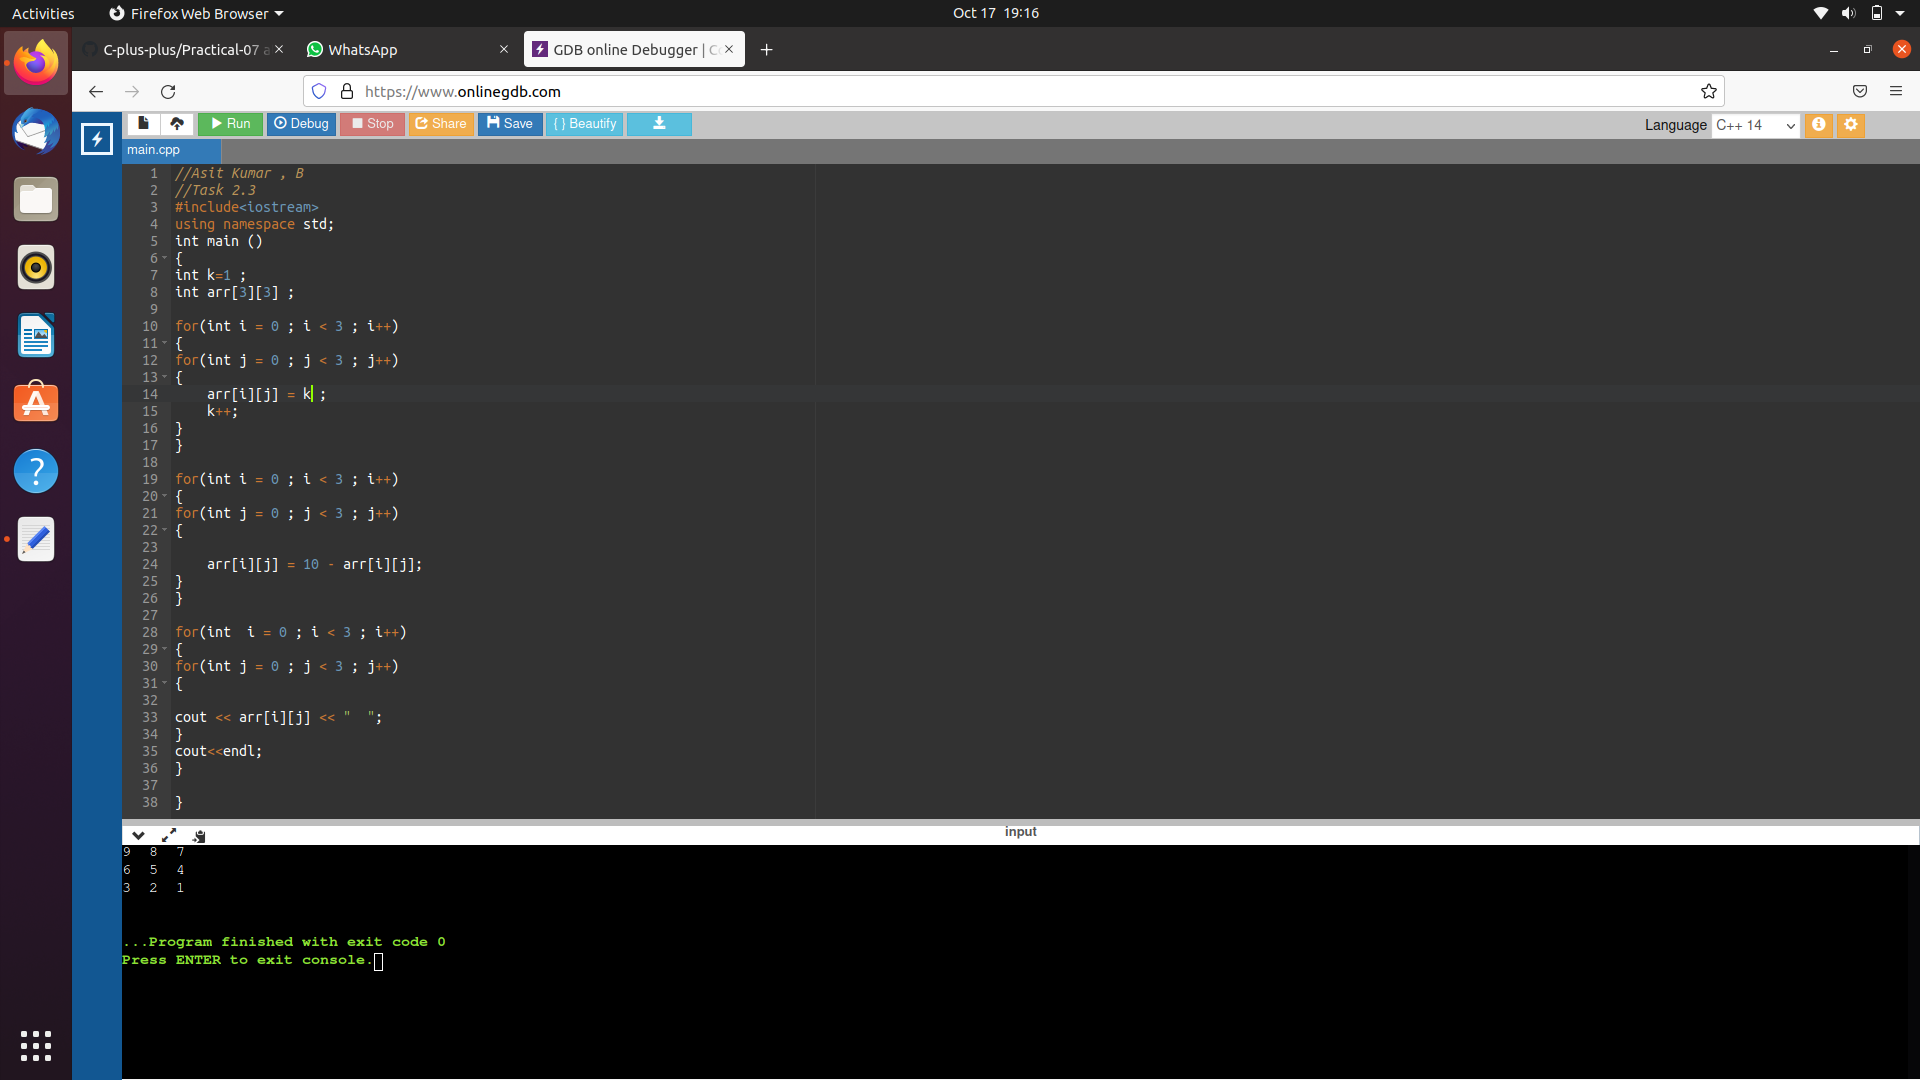 Activities Firefox Web Browser Oct 17 19:16
C-plus-plus/Practical-07 WhatsApp GDB online Debugger |
https://www.onlinegdb.com
Run Debug Stop Share Save { } Beautify Language C++ 14
main.cpp
1 //Asit Kumar , B
2 //Task 2.3
3 #include<iostream>
4 using namespace std;
5 int main ()
6 {
7 int k=1 ;
8 int arr[3][3] ;
9
10 for(int i = 0 ; i < 3 ; i++)
11 {
12 for(int j = 0 ; j < 3 ; j++)
13 {
14     arr[i][j] = k ;
15     k++;
16 }
17 }
18
19 for(int i = 0 ; i < 3 ; i++)
20 {
21 for(int j = 0 ; j < 3 ; j++)
22 {
23
24     arr[i][j] = 10 - arr[i][j];
25 }
26 }
27
28 for(int  i = 0 ; i < 3 ; i++)
29 {
30 for(int j = 0 ; j < 3 ; j++)
31 {
32
33 cout << arr[i][j] << "  ";
34 }
35 cout<<endl;
36 }
37
38 }
input
9  8  7
6  5  4
3  2  1
...Program finished with exit code 0
Press ENTER to exit console.